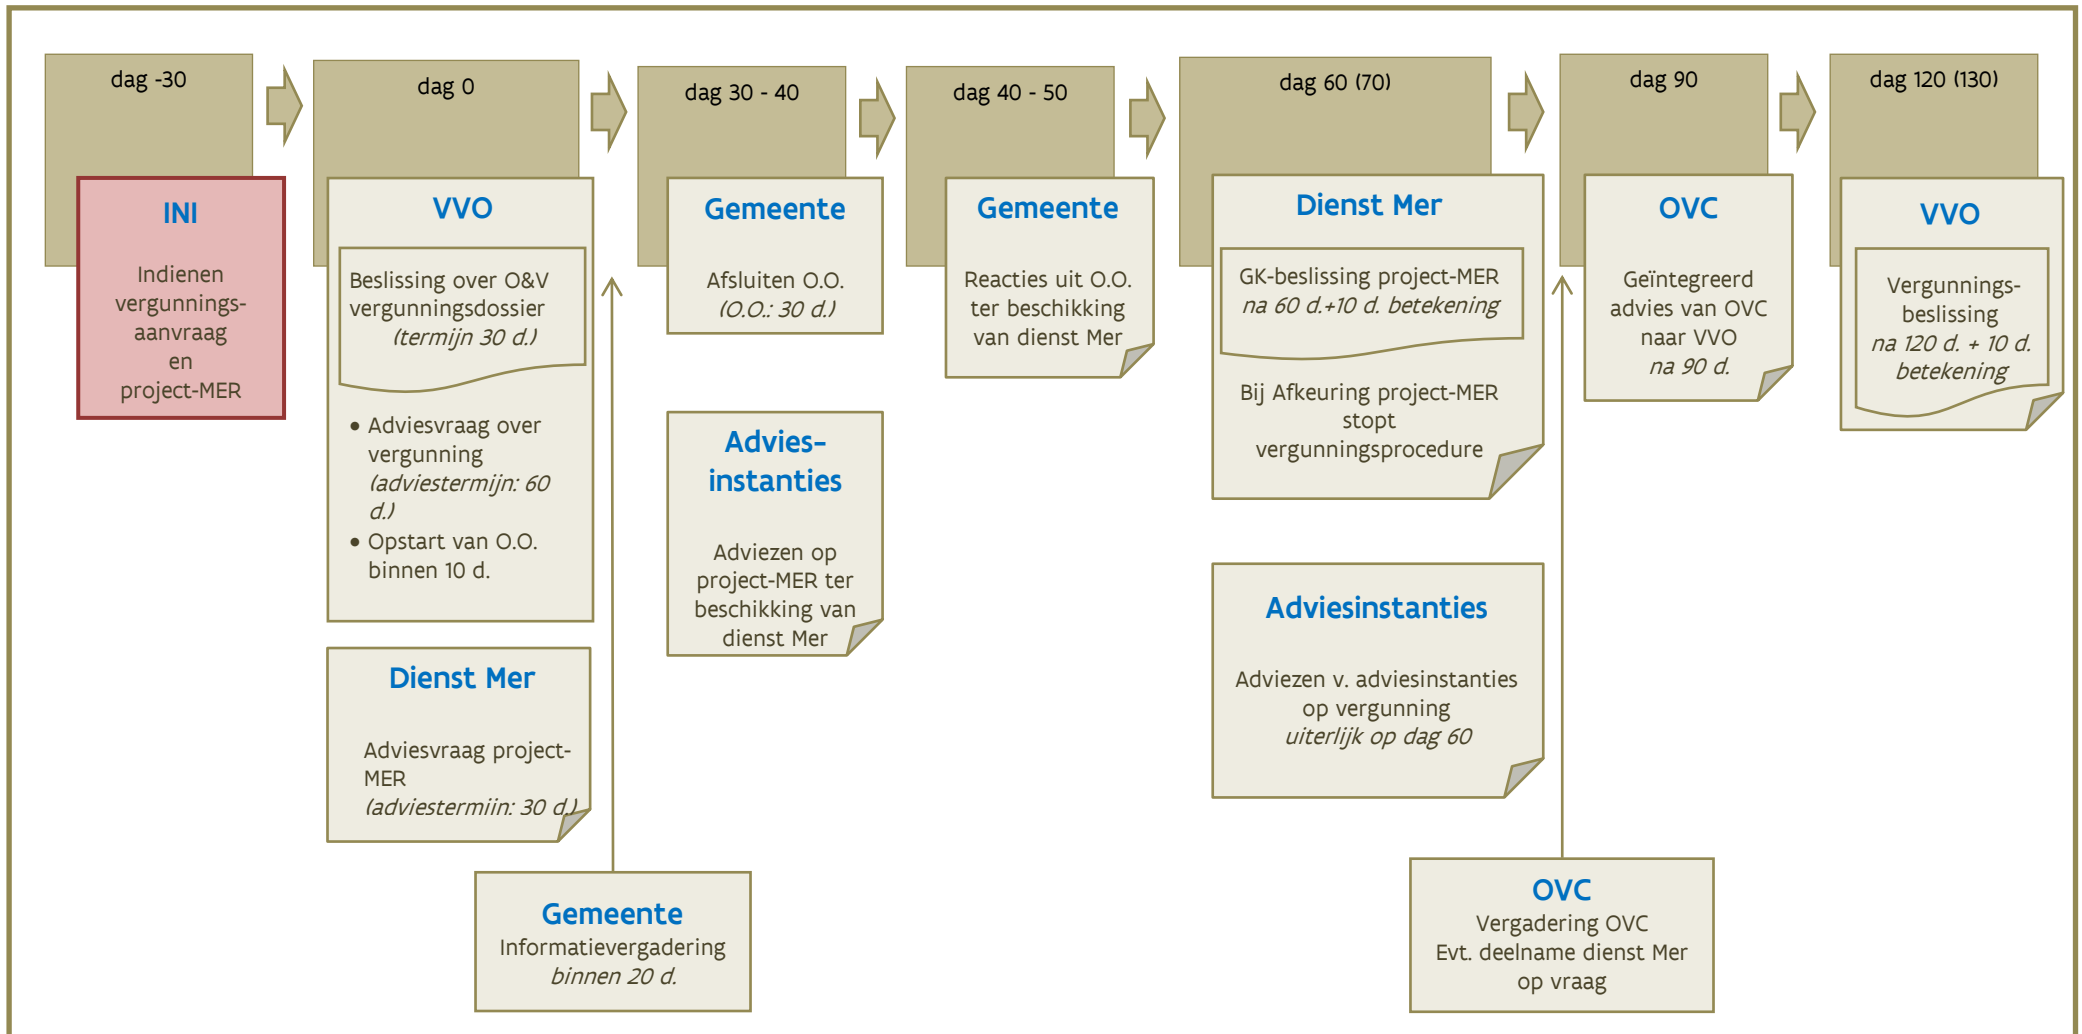 dag -30
dag 0
dag 30 - 40
dag 40 - 50
dag 60 (70)
dag 90
dag 120 (130)
INI
Indienen
vergunnings-
aanvraag
en
project-MER
VVO
Beslissing over O&V
vergunningsdossier
(termijn 30 d.)
• Adviesvraag over
vergunning
(adviestermijn: 60
d.)
• Opstart van O.O.
binnen 10 d.
Dienst Mer
Adviesvraag project-
MER
(adviestermijn: 30 d.)
Gemeente
Informatievergadering
binnen 20 d.
Gemeente
Afsluiten O.O.
(O.O.: 30 d.)
Advies-
instanties
Adviezen op
project-MER ter
beschikking van
dienst Mer
Gemeente
Reacties uit O.O.
ter beschikking
van dienst Mer
Dienst Mer
GK-beslissing project-MER
na 60 d.+10 d. betekening
Bij Afkeuring project-MER
stopt
vergunningsprocedure
Adviesinstanties
Adviezen v. adviesinstanties
op vergunning
uiterlijk op dag 60
OVC
Vergadering OVC
Evt. deelname dienst Mer
op vraag
OVC
Geïntegreerd
advies van OVC
naar VVO
na 90 d.
VVO
Vergunnings-
beslissing
na 120 d. + 10 d.
betekening